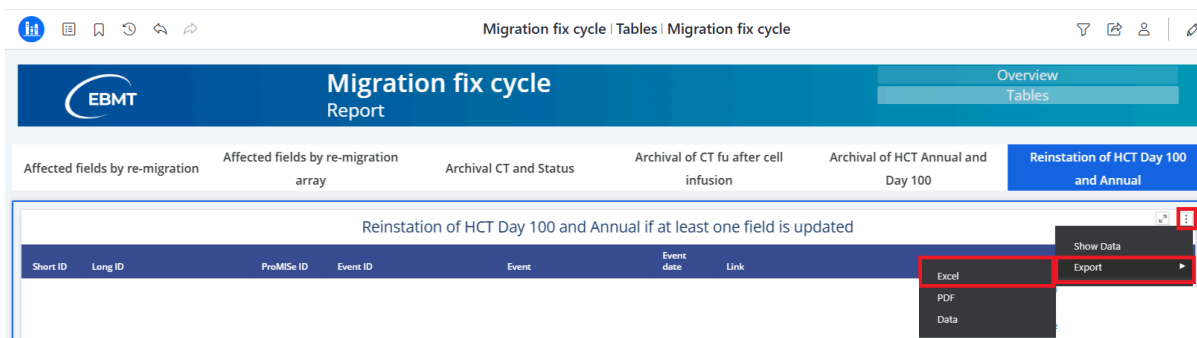 Migration fix cycle | Tables | Migration fix cycle
EBMT
Migration fix cycle
Report
Overview
Tables
Affected fields by re-migration
Affected fields by re-migration
array
Archival CT and Status
Archival of CT fu after cell
infusion
Archival of HCT Annual and
Day 100
Reinstation of HCT Day 100
and Annual
Reinstation of HCT Day 100 and Annual if at least one field is updated
Short ID
Long ID
ProMISe ID
Event ID
Event
Event
date
Link
Show Data
Export
Excel
PDF
Data